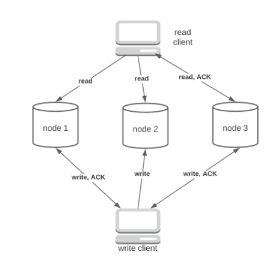 read
client
read
read
read, ACK
node 1
node 2
node 3
write, ACK
write
write, ACK
write client